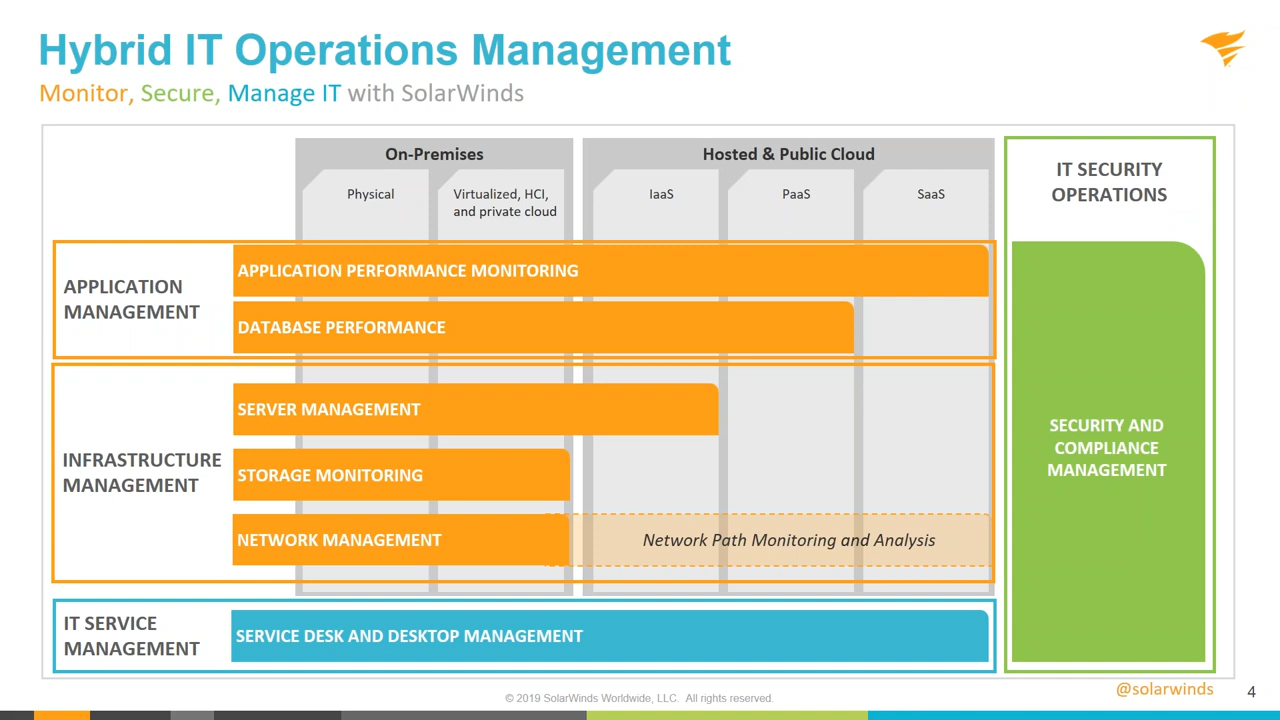 Hybrid IT Operations Management
Monitor, Secure, Manage IT with SolarWinds
On-Premises
Hosted & Public Cloud
Physical
Virtualized, HCI,
and private cloud
IaaS
PaaS
SaaS
IT SECURITY
OPERATIONS
APPLICATION
MANAGEMENT
APPLICATION PERFORMANCE MONITORING
DATABASE PERFORMANCE
INFRASTRUCTURE
MANAGEMENT
SERVER MANAGEMENT
STORAGE MONITORING
NETWORK MANAGEMENT
Network Path Monitoring and Analysis
SECURITY AND
COMPLIANCE
MANAGEMENT
IT SERVICE
MANAGEMENT
SERVICE DESK AND DESKTOP MANAGEMENT
© 2019 SolarWinds Worldwide, LLC. All rights reserved.
@solarwinds
4